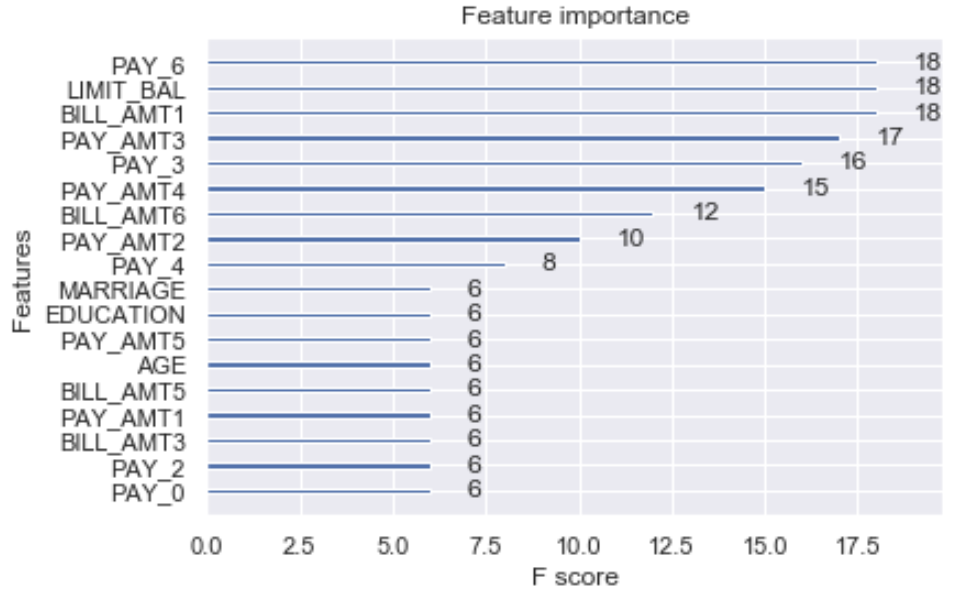 Feature importance
PAY_6 18
LIMIT_BAL 18
BILL_AMT1 18
PAY_AMT3 17
PAY_3 16
PAY_AMT4 15
BILL_AMT6 12
PAY_AMT2 10
PAY_4 8
MARRIAGE 6
EDUCATION 6
PAY_AMT5 6
AGE 6
BILL_AMT5 6
PAY_AMT1 6
BILL_AMT3 6
PAY_2 6
PAY_0 6
Features
0.0 2.5 5.0 7.5 10.0 12.5 15.0 17.5
F score